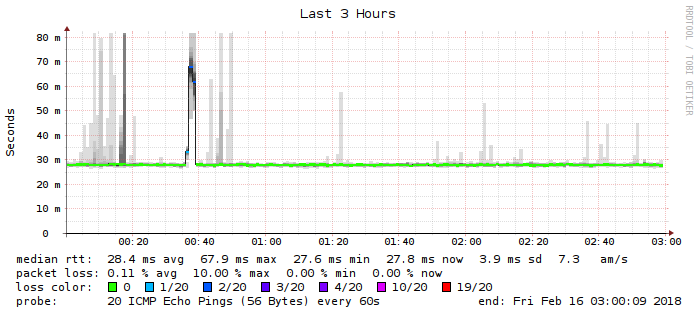 Last 3 Hours
RRDTOOL / TOBI OETIKER
Seconds
80 m
70 m
60 m
50 m
40 m
30 m
20 m
10 m
0
00:20 00:40 01:00 01:20 01:40 02:00 02:20 02:40 03:00
median rtt: 28.4 ms avg 67.9 ms max 27.6 ms min 27.8 ms now 3.9 ms sd 7.3 am/s
packet loss: 0.11 % avg 10.00 % max 0.00 % min 0.00 % now
loss color: 0 1/20 2/20 3/20 4/20 10/20 19/20
probe: 20 ICMP Echo Pings (56 Bytes) every 60s end: Fri Feb 16 03:00:09 2018